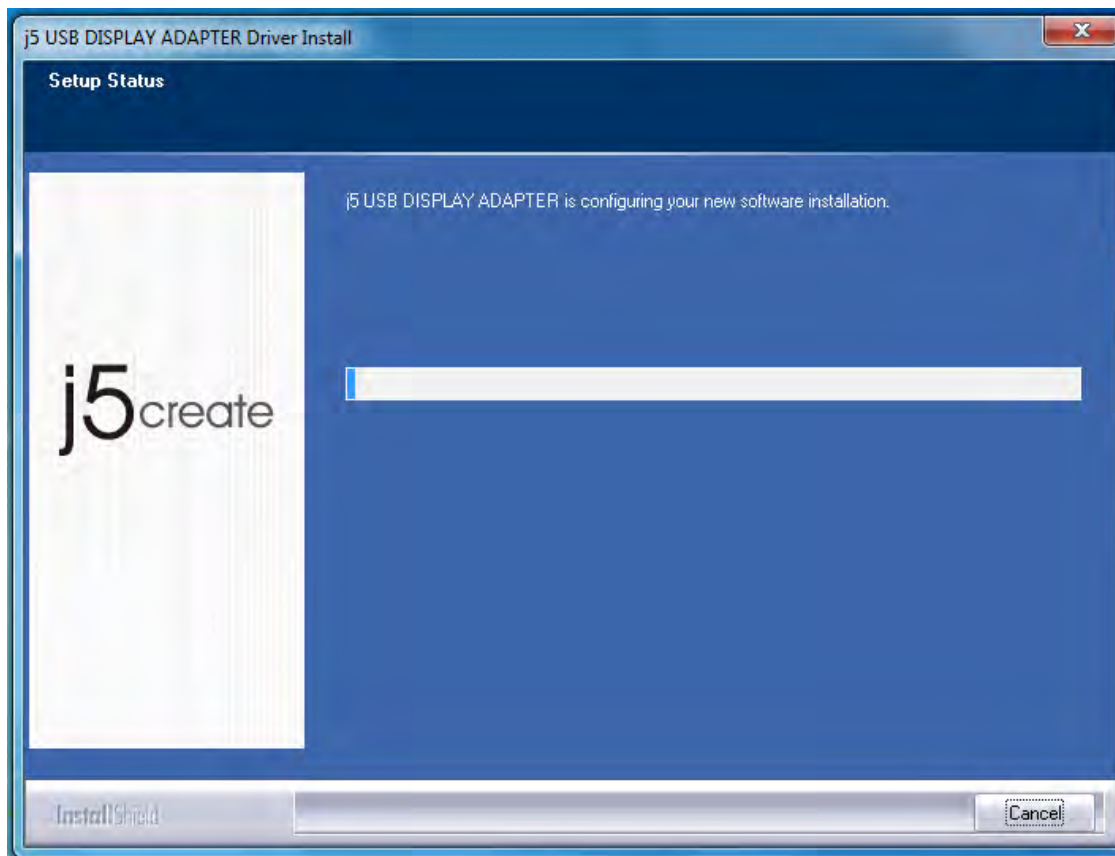 j5 USB DISPLAY ADAPTER Driver Install
Setup Status
j5 USB DISPLAY ADAPTER is configuring your new software installation.
j5create
InstallShield
Cancel